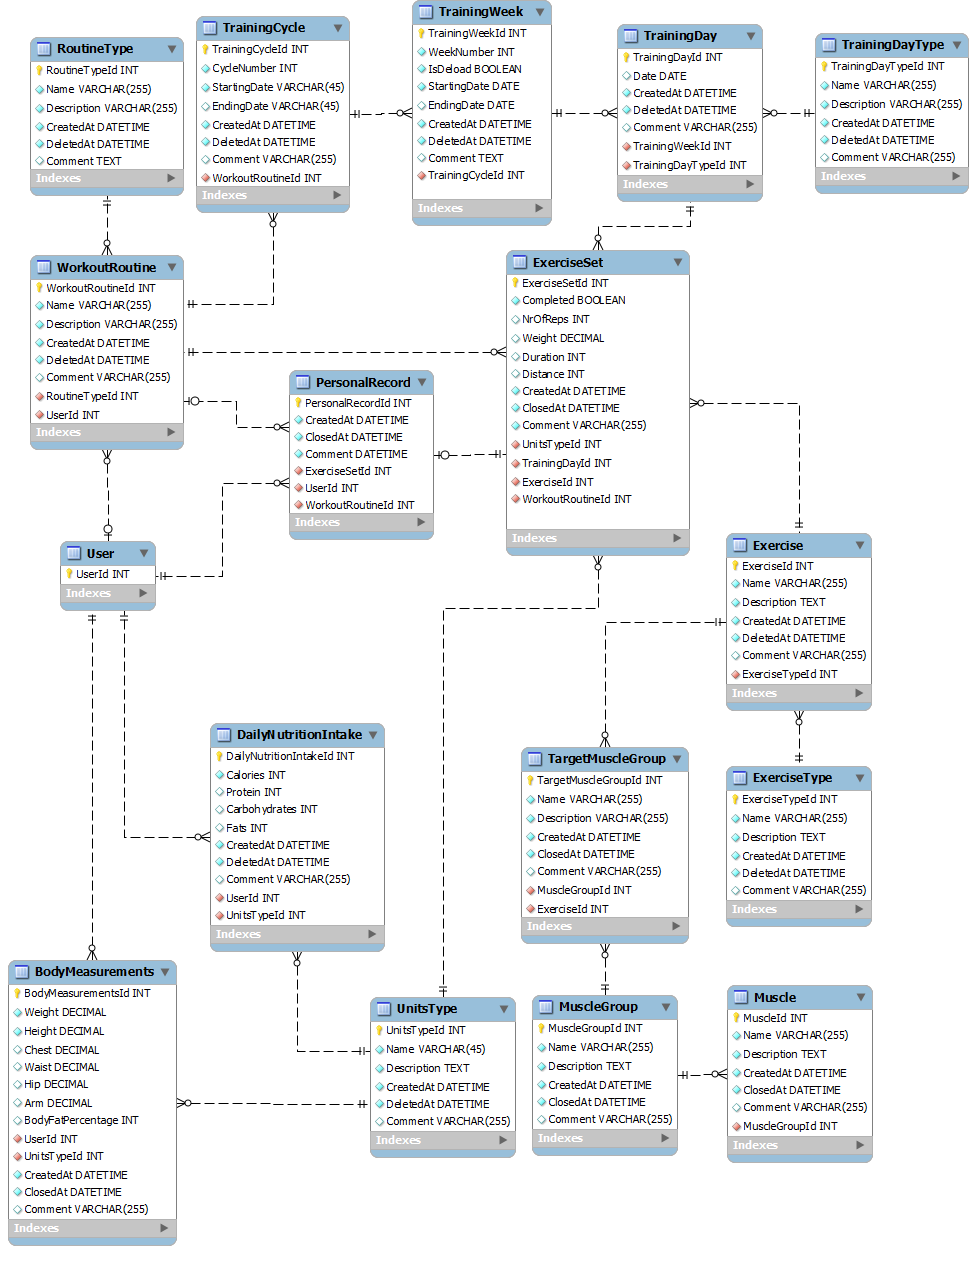 RoutineType
RoutineTypeId INT
Name VARCHAR(255)
Description VARCHAR(255)
CreatedAt DATETIME
DeletedAt DATETIME
Comment TEXT
Indexes
TrainingCycle
TrainingCycleId INT
CycleNumber INT
StartingDate VARCHAR(45)
EndingDate VARCHAR(45)
CreatedAt DATETIME
DeletedAt DATETIME
Comment VARCHAR(255)
WorkoutRoutineId INT
Indexes
TrainingWeek
TrainingWeekId INT
WeekNumber INT
IsDeload BOOLEAN
StartingDate DATE
EndingDate DATE
CreatedAt DATETIME
DeletedAt DATETIME
Comment TEXT
TrainingCycleId INT
Indexes
TrainingDay
TrainingDayId INT
Date DATE
CreatedAt DATETIME
DeletedAt DATETIME
Comment VARCHAR(255)
TrainingWeekId INT
TrainingDayTypeId INT
Indexes
TrainingDayType
TrainingDayTypeId INT
Name VARCHAR(255)
Description VARCHAR(255)
CreatedAt DATETIME
DeletedAt DATETIME
Comment VARCHAR(255)
Indexes
WorkoutRoutine
WorkoutRoutineId INT
Name VARCHAR(255)
Description VARCHAR(255)
CreatedAt DATETIME
DeletedAt DATETIME
Comment VARCHAR(255)
RoutineTypeId INT
UserId INT
Indexes
PersonalRecord
PersonalRecordId INT
CreatedAt DATETIME
ClosedAt DATETIME
Comment DATETIME
ExerciseSetId INT
UserId INT
WorkoutRoutineId INT
Indexes
ExerciseSet
ExerciseSetId INT
Completed BOOLEAN
NrOfReps INT
Weight DECIMAL
Duration INT
Distance INT
CreatedAt DATETIME
ClosedAt DATETIME
Comment VARCHAR(255)
UnitsTypeId INT
TrainingDayId INT
ExerciseId INT
WorkoutRoutineId INT
Indexes
User
UserId INT
Indexes
Exercise
ExerciseId INT
Name VARCHAR(255)
Description TEXT
CreatedAt DATETIME
DeletedAt DATETIME
Comment VARCHAR(255)
ExerciseTypeId INT
Indexes
DailyNutritionIntake
DailyNutritionIntakeId INT
Calories INT
Protein INT
Carbohydrates INT
Fats INT
CreatedAt DATETIME
DeletedAt DATETIME
Comment VARCHAR(255)
UserId INT
UnitsTypeId INT
Indexes
TargetMuscleGroup
TargetMuscleGroupId INT
Name VARCHAR(255)
Description VARCHAR(255)
CreatedAt DATETIME
ClosedAt DATETIME
Comment VARCHAR(255)
MuscleGroupId INT
ExerciseId INT
Indexes
ExerciseType
ExerciseTypeId INT
Name VARCHAR(255)
Description TEXT
CreatedAt DATETIME
DeletedAt DATETIME
Comment VARCHAR(255)
Indexes
BodyMeasurements
BodyMeasurementsId INT
Weight DECIMAL
Height DECIMAL
Chest DECIMAL
Waist DECIMAL
Hip DECIMAL
Arm DECIMAL
BodyFatPercentage INT
UserId INT
UnitsTypeId INT
CreatedAt DATETIME
ClosedAt DATETIME
Comment VARCHAR(255)
Indexes
UnitsType
UnitsTypeId INT
Name VARCHAR(45)
Description TEXT
CreatedAt DATETIME
DeletedAt DATETIME
Comment VARCHAR(255)
Indexes
MuscleGroup
MuscleGroupId INT
Name VARCHAR(255)
Description TEXT
CreatedAt DATETIME
ClosedAt DATETIME
Comment VARCHAR(255)
Indexes
Muscle
MuscleId INT
Name VARCHAR(255)
Description TEXT
CreatedAt DATETIME
ClosedAt DATETIME
Comment VARCHAR(255)
MuscleGroupId INT
Indexes